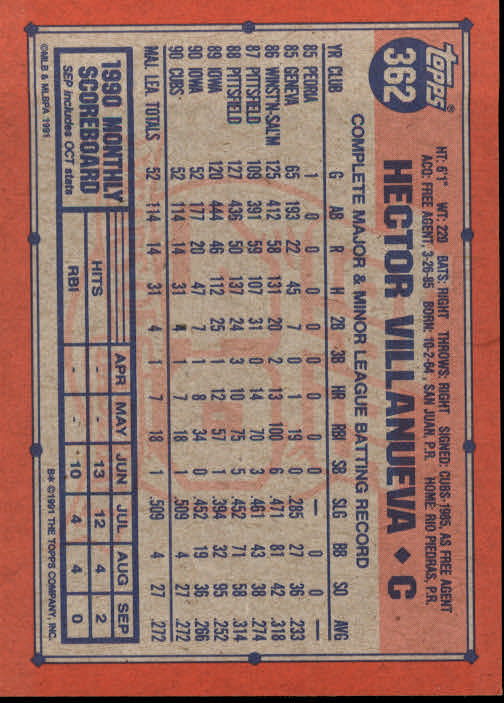 TOPPS®
362
HECTOR VILLANUEVA ◆ C
HT: 6'1" WT: 220 BATS: RIGHT THROWS: RIGHT SIGNED: CUBS-1985, AS FREE AGENT
ACQ: FREE AGENT, 3-26-85 BORN: 10-2-64, SAN JUAN, P.R. HOME: RIO PIEDRAS, P.R.
COMPLETE MAJOR & MINOR LEAGUE BATTING RECORD
YR CLUB G AB R H 2B 3B HR RBI SB SLG BB SO AVG
85 PEORIA 1 0 0 0 0 0 0 0 0 — 0 0 —
85 GENEVA 65 193 22 45 7 0 1 19 0 .285 27 36 .233
86 WINST'N-SAL'M 125 412 58 131 20 2 13 100 6 .471 81 42 .318
87 PITTSFIELD 109 391 59 107 31 0 14 70 3 .461 43 38 .274
88 PITTSFIELD 127 436 50 137 24 3 10 75 5 .452 71 58 .314
89 IOWA 120 444 46 112 25 1 12 57 1 .394 32 95 .252
90 IOWA 52 177 20 47 7 1 8 34 0 .452 19 36 .266
90 CUBS 52 114 14 31 4 1 7 18 1 .509 4 27 .272
MAJ LEA. TOTALS 52 114 14 31 4 1 7 18 1 .509 4 27 .272
1990 MONTHLY
SCOREBOARD
SEP includes OCT stats
APR MAY JUN JUL AUG SEP
HITS - - 13 12 4 2
RBI - - 10 4 4 0
©MLB & MLBPA 1991
B* ©1991 THE TOPPS COMPANY, INC.